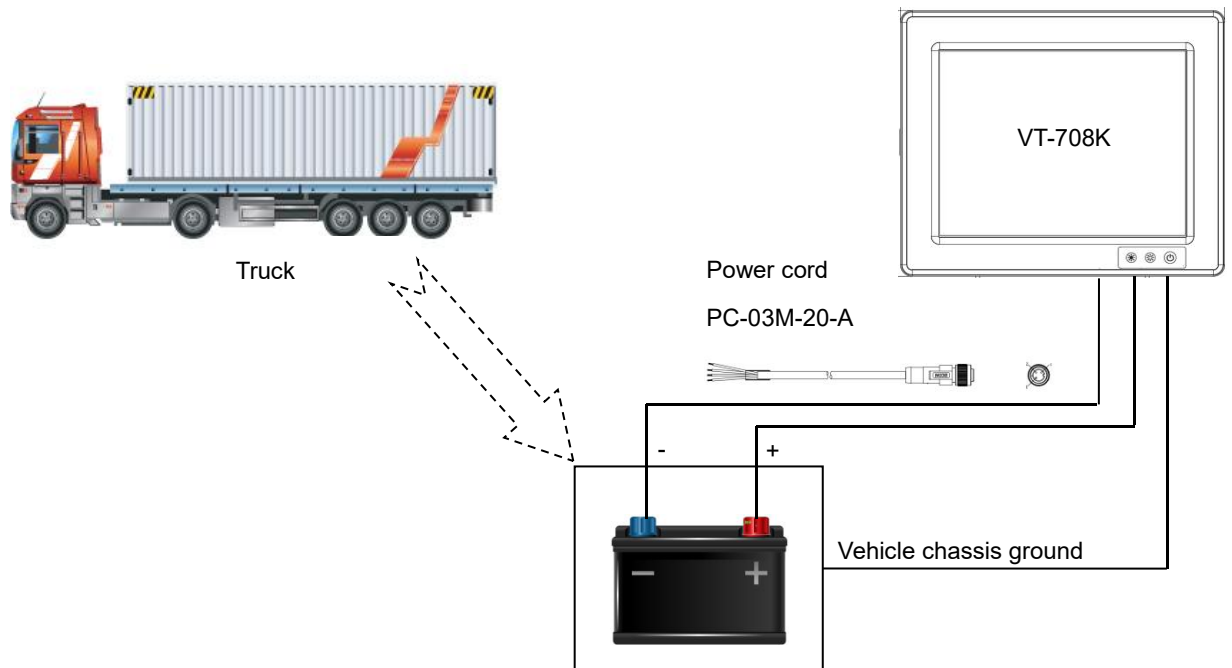 VT-708K
Truck
Power cord
PC-03M-20-A
- +
Vehicle chassis ground